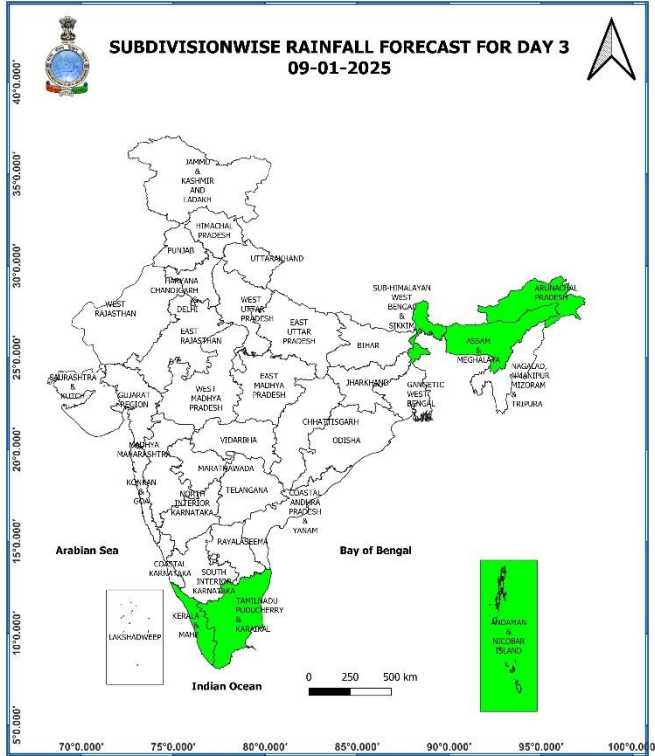 SUBDIVISIONWISE RAINFALL FORECAST FOR DAY 3
09-01-2025
40°0.000'
35°0.000'
30°0.000'
25°0.000'
20°0.000'
15°0.000'
10°0.000'
5°0.000'
JAMMU
&
KASHMIR
AND
LADAKH
HIMACHAL
PRADESH
PUNJAB
UTTARAKHAND
HARYANA
CHANDIGARH
&
DELHI
WEST
RAJASTHAN
WEST
UTTAR
PRADESH
EAST
RAJASTHAN
EAST
UTTAR
PRADESH
SUB-HIMALAYAN
WEST
BENGAL
&
SIKKIM
ARUNACHAL
PRADESH
BIHAR
ASSAM
&
MEGHALAYA
NAGALAD
MANIPUR
MIZORAM
&
TRIPURA
SAURASHTRA
&
KUTCH
GUJARAT
REGION
WEST
MADHYA
PRADESH
EAST
MADHYA
PRADESH
JHARKHAND
GANGETIC
WEST
BENGAL
CHHATTISGARH
ODISHA
VIDARBHA
MADHYA
MAHARASHTRA
MARATHAWADA
KONKAN
&
GOA
NORTH
INTERIOR
KARNATAKA
TELANGANA
COASTAL
ANDHRA
PRADESH
&
YANAM
RAYALASEEMA
Arabian Sea
Bay of Bengal
COASTAL
KARNATAKA
SOUTH
INTERIOR
KARNATAKA
TAMILNADU
PUDUCHERRY
&
KARAIKAL
KERALA
&
MAHE
LAKSHADWEEP
ANDAMAN
&
NICOBAR
ISLAND
Indian Ocean
0 250 500 km
70°0.000' 75°0.000' 80°0.000' 85°0.000' 90°0.000' 95°0.000' 100°0.000'